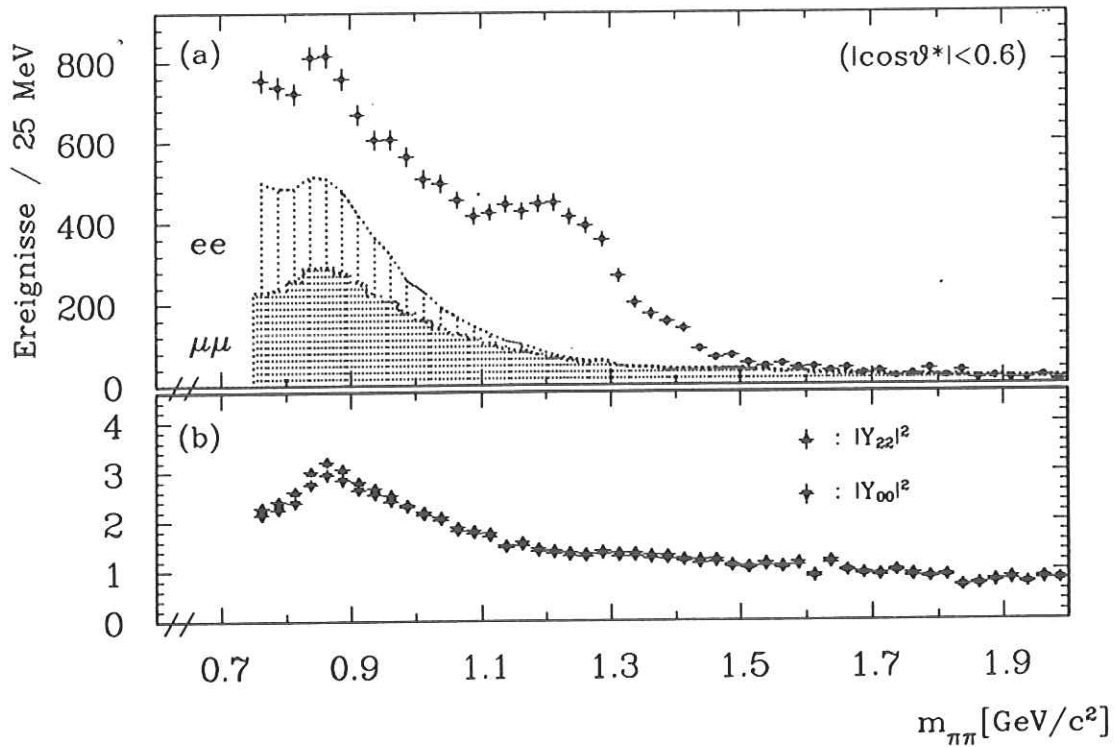 Ereignisse / 25 MeV
800
600
400
200
0
(a)
(|cosϑ*|<0.6)
ee
μμ
4
3
2
1
0
(b)
: |Y₂₂|²
: |Y₀₀|²
0.7 0.9 1.1 1.3 1.5 1.7 1.9
m_ππ[GeV/c²]